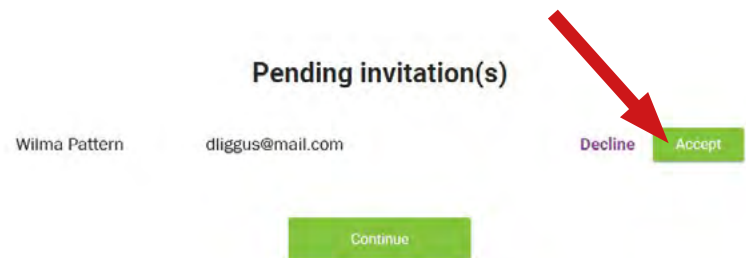 Pending invitation(s)
Wilma Pattern dliggus@mail.com Decline Accept
Continue